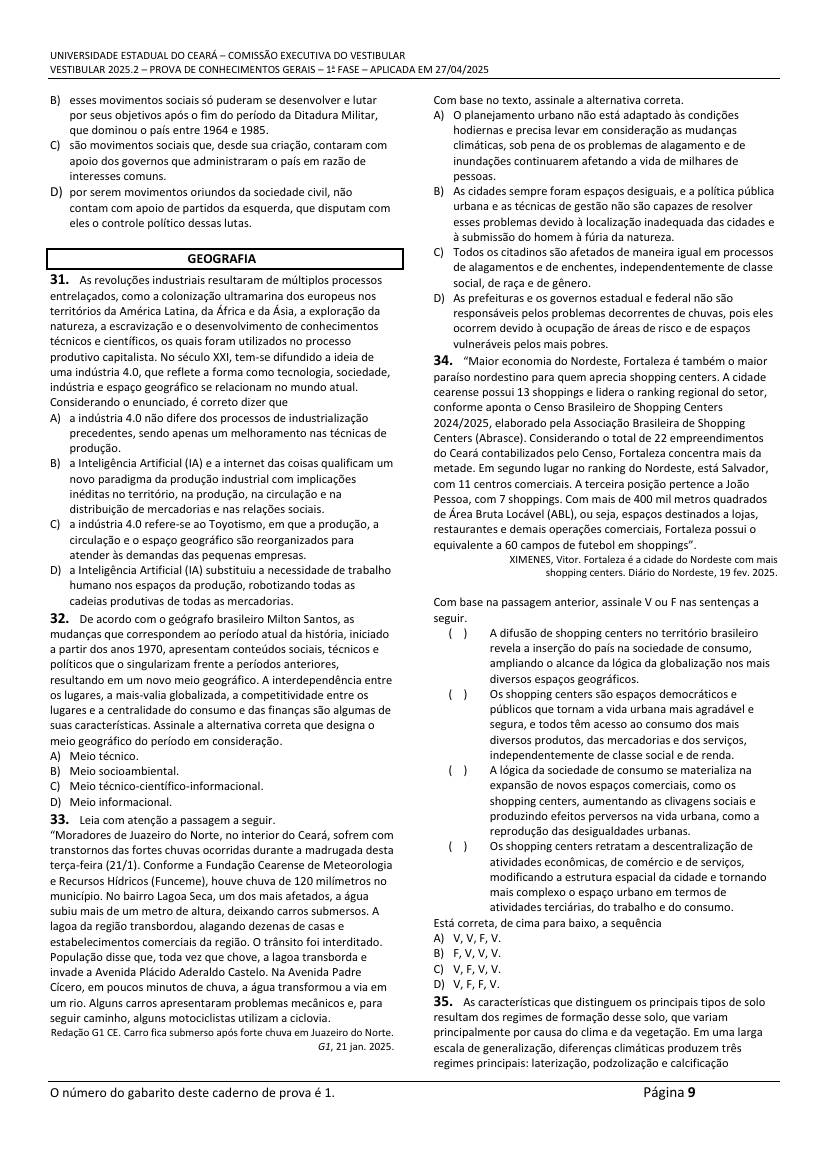 UNIVERSIDADE ESTADUAL DO CEARÁ – COMISSÃO EXECUTIVA DO VESTIBULAR
VESTIBULAR 2025.2 – PROVA DE CONHECIMENTOS GERAIS – 1ª FASE – APLICADA EM 27/04/2025
B) esses movimentos sociais só puderam se desenvolver e lutar
por seus objetivos após o fim do período da Ditadura Militar,
que dominou o país entre 1964 e 1985.
C) são movimentos sociais que, desde sua criação, contaram com
apoio dos governos que administraram o país em razão de
interesses comuns.
D) por serem movimentos oriundos da sociedade civil, não
contam com apoio de partidos da esquerda, que disputam com
eles o controle político dessas lutas.
GEOGRAFIA
31. As revoluções industriais resultaram de múltiplos processos
entrelaçados, como a colonização ultramarina dos europeus nos
territórios da América Latina, da África e da Ásia, a exploração da
natureza, a escravização e o desenvolvimento de conhecimentos
técnicos e científicos, os quais foram utilizados no processo
produtivo capitalista. No século XXI, tem-se difundido a ideia de
uma indústria 4.0, que reflete a forma como tecnologia, sociedade,
indústria e espaço geográfico se relacionam no mundo atual.
Considerando o enunciado, é correto dizer que
A) a indústria 4.0 não difere dos processos de industrialização
precedentes, sendo apenas um melhoramento nas técnicas de
produção.
B) a Inteligência Artificial (IA) e a internet das coisas qualificam um
novo paradigma da produção industrial com implicações
inéditas no território, na produção, na circulação e na
distribuição de mercadorias e nas relações sociais.
C) a indústria 4.0 refere-se ao Toyotismo, em que a produção, a
circulação e o espaço geográfico são reorganizados para
atender às demandas das pequenas empresas.
D) a Inteligência Artificial (IA) substituiu a necessidade de trabalho
humano nos espaços da produção, robotizando todas as
cadeias produtivas de todas as mercadorias.
32. De acordo com o geógrafo brasileiro Milton Santos, as
mudanças que correspondem ao período atual da história, iniciado
a partir dos anos 1970, apresentam conteúdos sociais, técnicos e
políticos que o singularizam frente a períodos anteriores,
resultando em um novo meio geográfico. A interdependência entre
os lugares, a mais-valia globalizada, a competitividade entre os
lugares e a centralidade do consumo e das finanças são algumas de
suas características. Assinale a alternativa correta que designa o
meio geográfico do período em consideração.
A) Meio técnico.
B) Meio socioambiental.
C) Meio técnico-científico-informacional.
D) Meio informacional.
33. Leia com atenção a passagem a seguir.
“Moradores de Juazeiro do Norte, no interior do Ceará, sofrem com
transtornos das fortes chuvas ocorridas durante a madrugada desta
terça-feira (21/1). Conforme a Fundação Cearense de Meteorologia
e Recursos Hídricos (Funceme), houve chuva de 120 milímetros no
município. No bairro Lagoa Seca, um dos mais afetados, a água
subiu mais de um metro de altura, deixando carros submersos. A
lagoa da região transbordou, alagando dezenas de casas e
estabelecimentos comerciais da região. O trânsito foi interditado.
População disse que, toda vez que chove, a lagoa transborda e
invade a Avenida Plácido Aderaldo Castelo. Na Avenida Padre
Cícero, em poucos minutos de chuva, a água transformou a via em
um rio. Alguns carros apresentaram problemas mecânicos e, para
seguir caminho, alguns motociclistas utilizam a ciclovia.
Redação G1 CE. Carro fica submerso após forte chuva em Juazeiro do Norte.
G1, 21 jan. 2025.
Com base no texto, assinale a alternativa correta.
A) O planejamento urbano não está adaptado às condições
hodiernas e precisa levar em consideração as mudanças
climáticas, sob pena de os problemas de alagamento e de
inundações continuarem afetando a vida de milhares de
pessoas.
B) As cidades sempre foram espaços desiguais, e a política pública
urbana e as técnicas de gestão não são capazes de resolver
esses problemas devido à localização inadequada das cidades e
à submissão do homem à fúria da natureza.
C) Todos os citadinos são afetados de maneira igual em processos
de alagamentos e de enchentes, independentemente de classe
social, de raça e de gênero.
D) As prefeituras e os governos estadual e federal não são
responsáveis pelos problemas decorrentes de chuvas, pois eles
ocorrem devido à ocupação de áreas de risco e de espaços
vulneráveis pelos mais pobres.
34. “Maior economia do Nordeste, Fortaleza é também o maior
paraíso nordestino para quem aprecia shopping centers. A cidade
cearense possui 13 shoppings e lidera o ranking regional do setor,
conforme aponta o Censo Brasileiro de Shopping Centers
2024/2025, elaborado pela Associação Brasileira de Shopping
Centers (Abrasce). Considerando o total de 22 empreendimentos
do Ceará contabilizados pelo Censo, Fortaleza concentra mais da
metade. Em segundo lugar no ranking do Nordeste, está Salvador,
com 11 centros comerciais. A terceira posição pertence a João
Pessoa, com 7 shoppings. Com mais de 400 mil metros quadrados
de Área Bruta Locável (ABL), ou seja, espaços destinados a lojas,
restaurantes e demais operações comerciais, Fortaleza possui o
equivalente a 60 campos de futebol em shoppings”.
XIMENES, Vitor. Fortaleza é a cidade do Nordeste com mais
shopping centers. Diário do Nordeste, 19 fev. 2025.
Com base na passagem anterior, assinale V ou F nas sentenças a
seguir.
( ) A difusão de shopping centers no território brasileiro
revela a inserção do país na sociedade de consumo,
ampliando o alcance da lógica da globalização nos mais
diversos espaços geográficos.
( ) Os shopping centers são espaços democráticos e
públicos que tornam a vida urbana mais agradável e
segura, e todos têm acesso ao consumo dos mais
diversos produtos, das mercadorias e dos serviços,
independentemente de classe social e de renda.
( ) A lógica da sociedade de consumo se materializa na
expansão de novos espaços comerciais, como os
shopping centers, aumentando as clivagens sociais e
produzindo efeitos perversos na vida urbana, como a
reprodução das desigualdades urbanas.
( ) Os shopping centers retratam a descentralização de
atividades econômicas, de comércio e de serviços,
modificando a estrutura espacial da cidade e tornando
mais complexo o espaço urbano em termos de
atividades terciárias, do trabalho e do consumo.
Está correta, de cima para baixo, a sequência
A) V, V, F, V.
B) F, V, V, V.
C) V, F, V, V.
D) V, F, F, V.
35. As características que distinguem os principais tipos de solo
resultam dos regimes de formação desse solo, que variam
principalmente por causa do clima e da vegetação. Em uma larga
escala de generalização, diferenças climáticas produzem três
regimes principais: laterização, podzolização e calcificação
O número do gabarito deste caderno de prova é 1.
Página 9